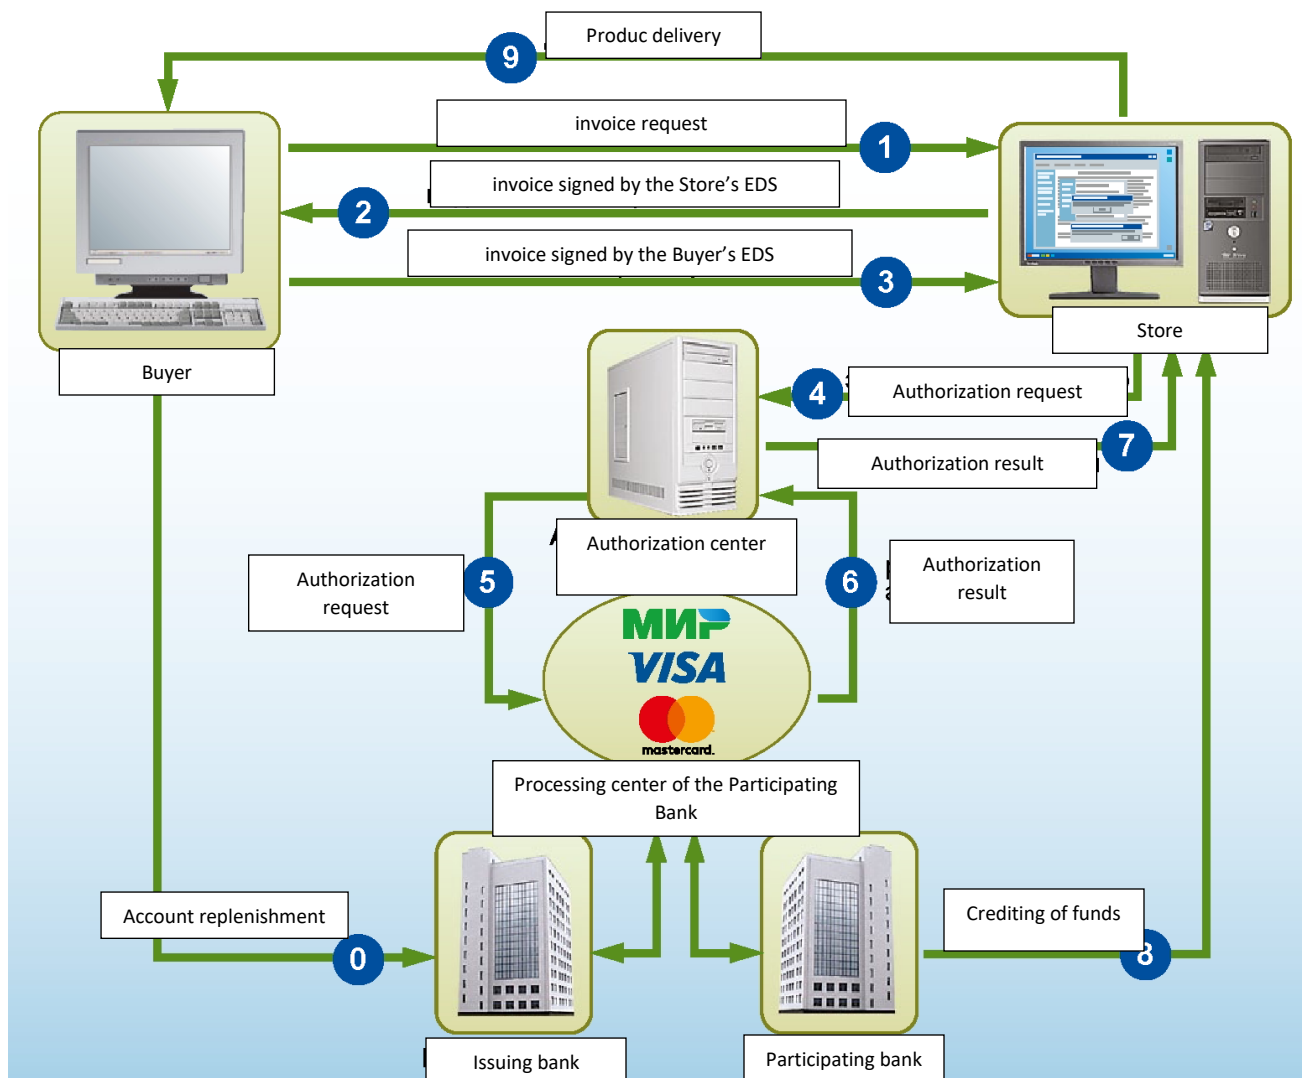 Produc delivery
9
invoice request
1
invoice signed by the Store’s EDS
2
invoice signed by the Buyer’s EDS
3
Buyer
Store
4
Authorization request
7
Authorization result
Authorization center
Authorization
request
5
6
Authorization
result
МИР
VISA
mastercard.
Processing center of the Participating
Bank
Account replenishment
0
Crediting of funds
8
Issuing bank
Participating bank